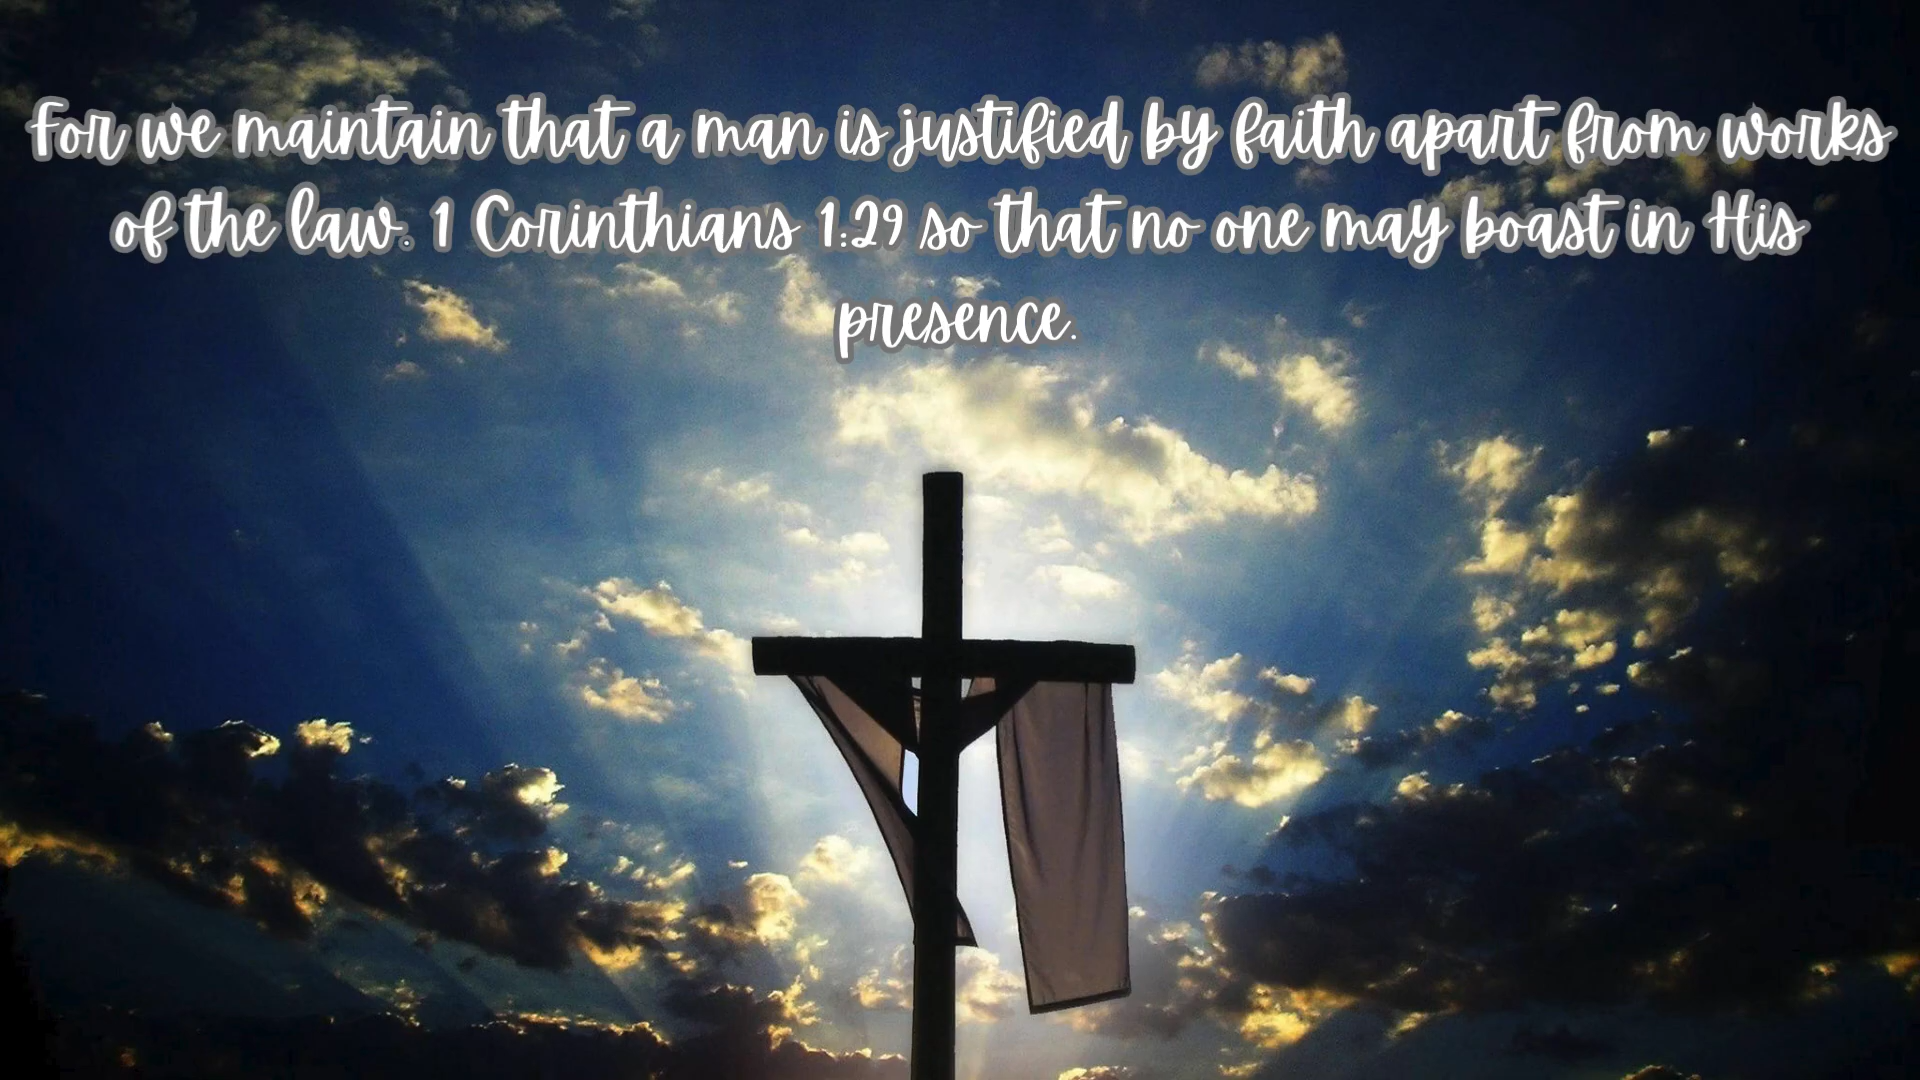 For we maintain that a man is justified by faith apart from works
of the law. 1 Corinthians 1:29 so that no one may boast in His
presence.